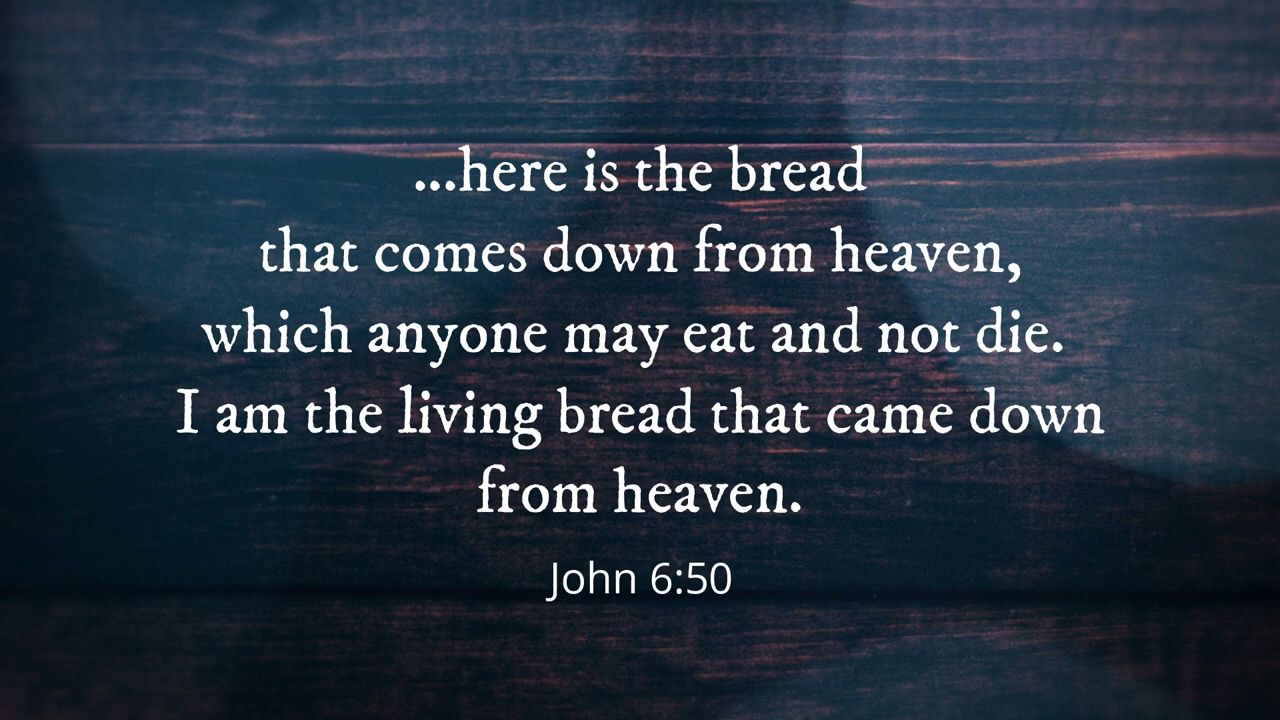 ...here is the bread
that comes down from heaven,
which anyone may eat and not die.
I am the living bread that came down
from heaven.
John 6:50